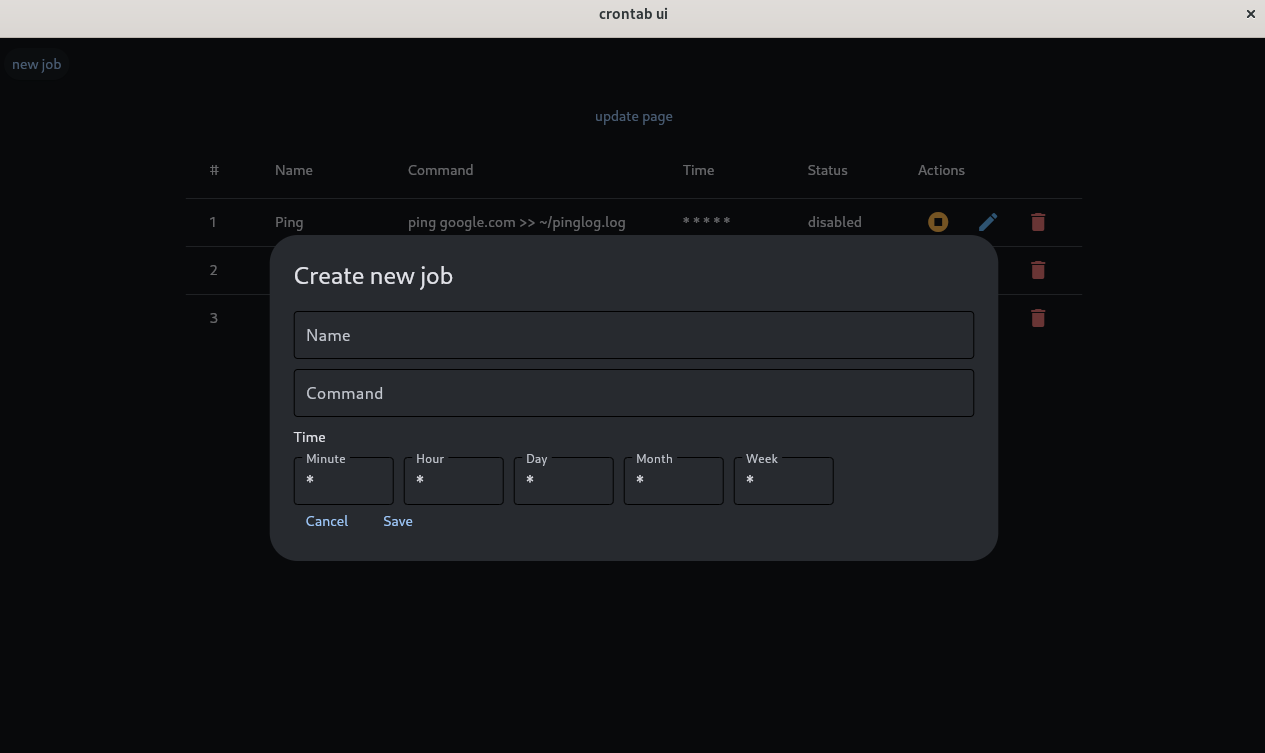 crontab ui
new job
update page
# Name Command Time Status Actions
1 Ping ping google.com >> ~/pinglog.log * * * * * disabled
2
3
Create new job
Name
Command
Time
Minute Hour Day Month Week
* * * * *
Cancel Save